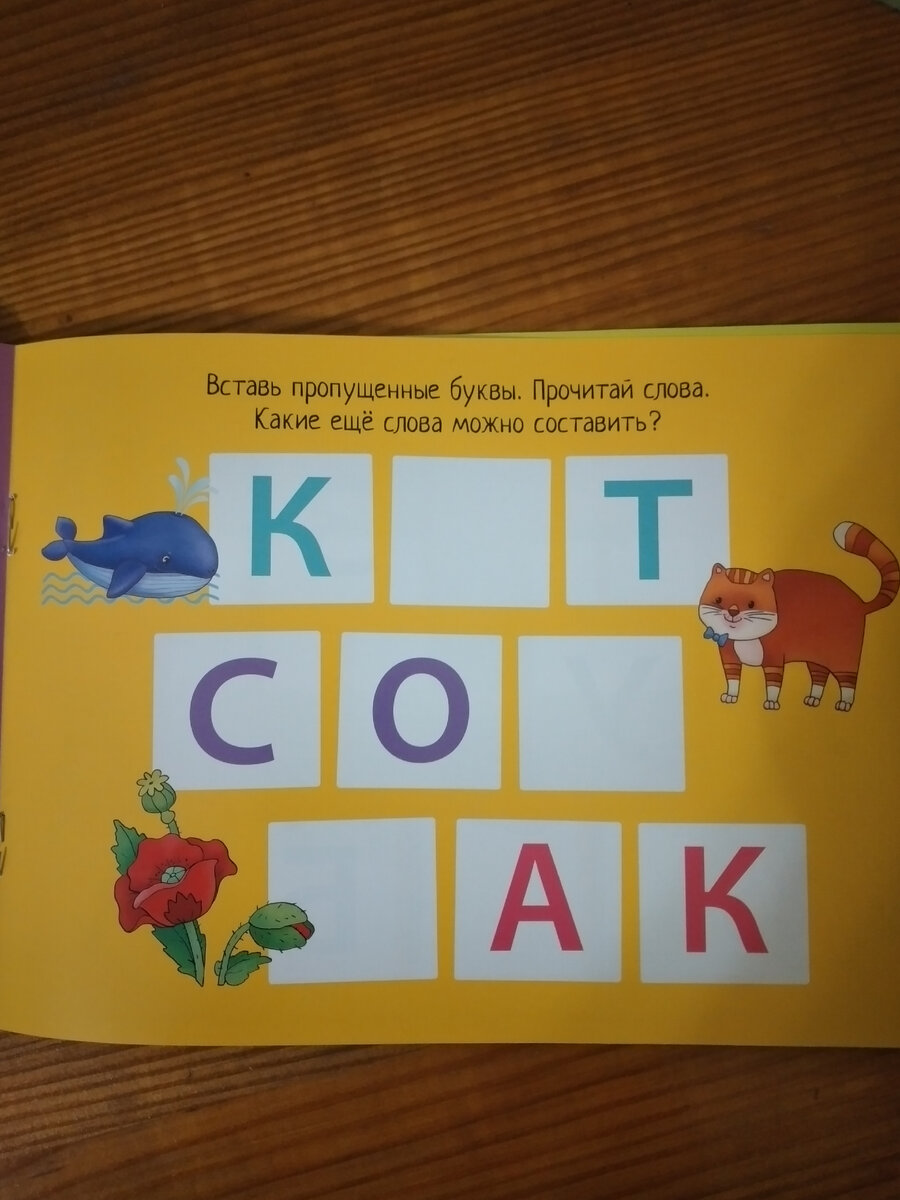 Вставь пропущенные буквы. Прочитай слова.
Какие ещё слова можно составить?
К Т
С О
А К